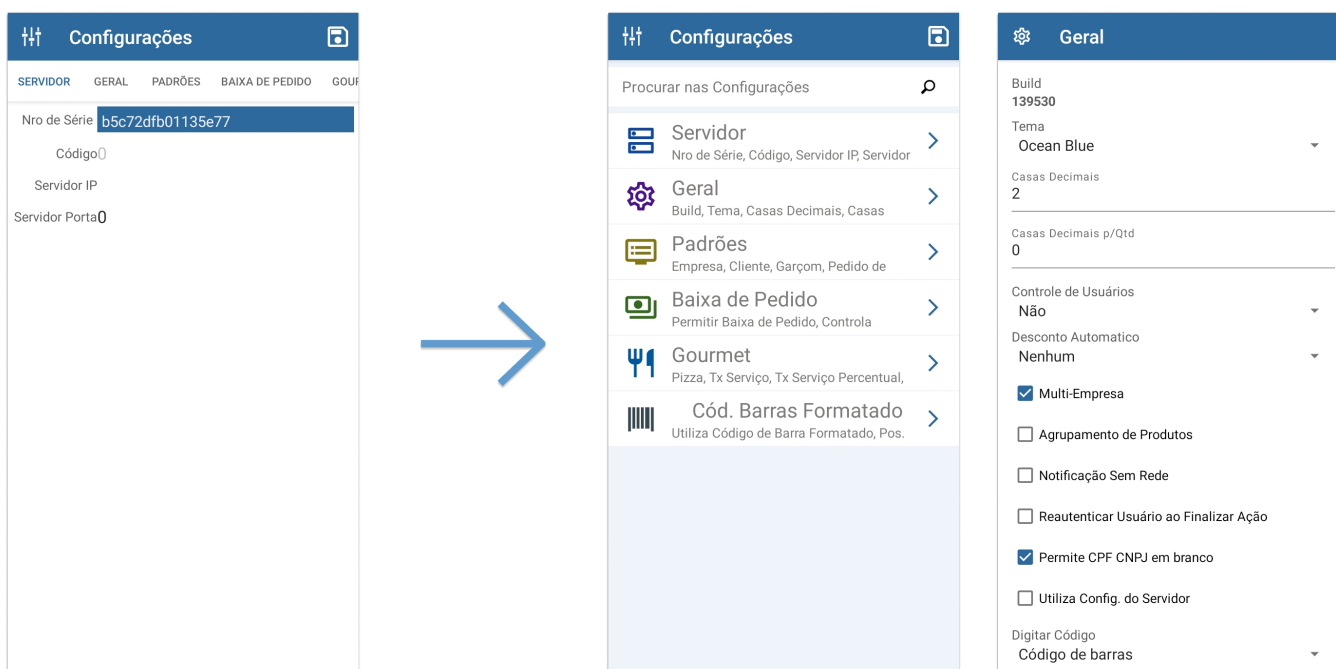 Configurações
SERVIDOR GERAL PADRÕES BAIXA DE PEDIDO GOUR
Nro de Série b5c72dfb01135e77
Código 0
Servidor IP
Servidor Porta 0
Configurações
Procurar nas Configurações
Servidor
Nro de Série, Código, Servidor IP, Servidor
Geral
Build, Tema, Casas Decimais, Casas
Padrões
Empresa, Cliente, Garçom, Pedido de
Baixa de Pedido
Permitir Baixa de Pedido, Controla
Gourmet
Pizza, Tx Serviço, Tx Serviço Percentual,
Cód. Barras Formatado
Utiliza Código de Barra Formatado, Pos.
Geral
Build
139530
Tema
Ocean Blue
Casas Decimais
2
Casas Decimais p/Qtd
0
Controle de Usuários
Não
Desconto Automatico
Nenhum
Multi-Empresa
Agrupamento de Produtos
Notificação Sem Rede
Reautenticar Usuário ao Finalizar Ação
Permite CPF CNPJ em branco
Utiliza Config. do Servidor
Digitar Código
Código de barras